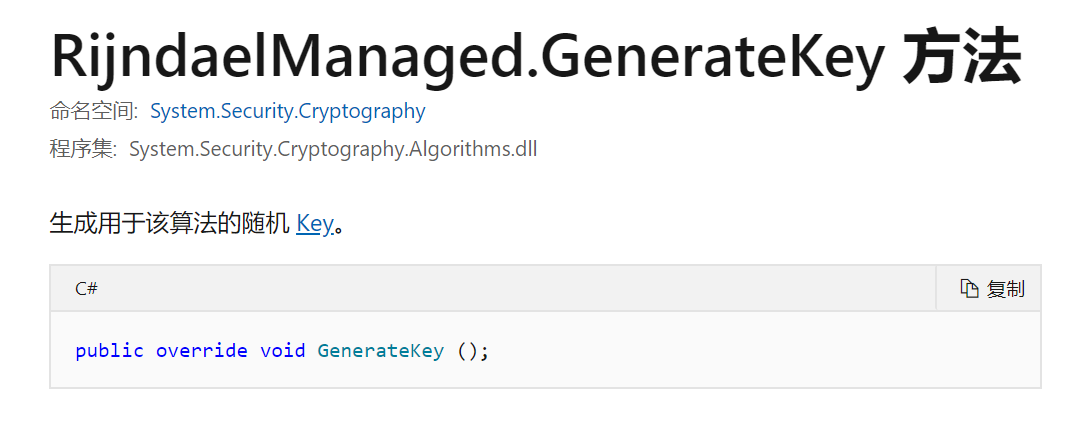 RijndaelManaged.GenerateKey 方法
命名空间: System.Security.Cryptography
程序集: System.Security.Cryptography.Algorithms.dll
生成用于该算法的随机 Key。
C# 复制
public override void GenerateKey ();